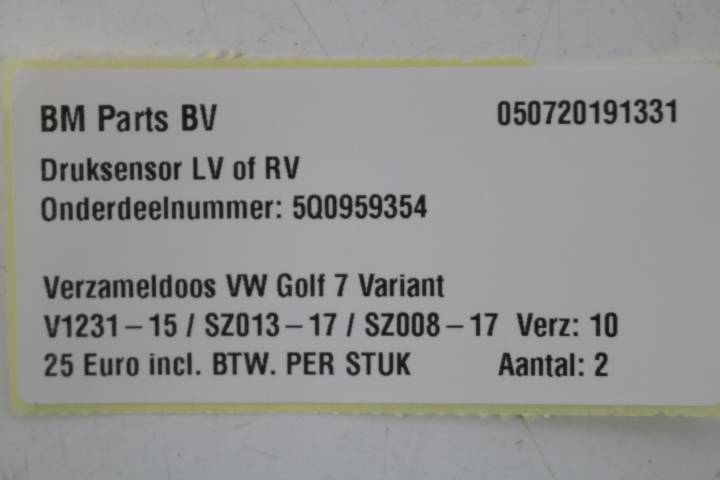 BM Parts BV 050720191331
Druksensor LV of RV
Onderdeelnummer: 5Q0959354
Verzameldoos VW Golf 7 Variant
V1231-15 / SZ013-17 / SZ008-17 Verz: 10
25 Euro incl. BTW. PER STUK Aantal: 2